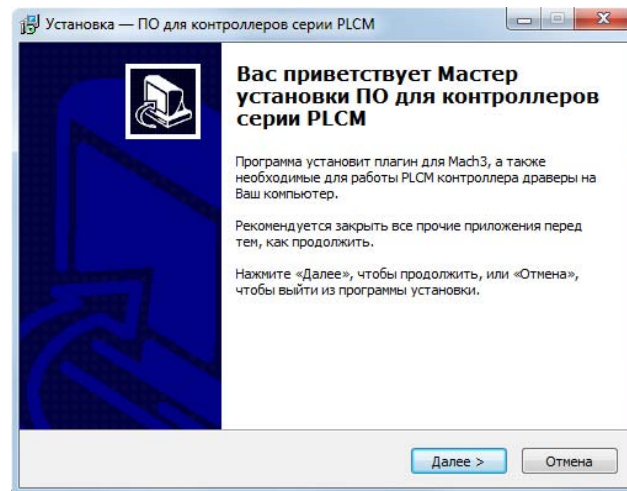 Установка — ПО для контроллеров серии PLCM
Вас приветствует Мастер
установки ПО для контроллеров
серии PLCM
Программа установит плагин для Mach3, а также
необходимые для работы PLCM контроллера драверы на
Ваш компьютер.
Рекомендуется закрыть все прочие приложения перед
тем, как продолжить.
Нажмите «Далее», чтобы продолжить, или «Отмена»,
чтобы выйти из программы установки.
Далее >
Отмена